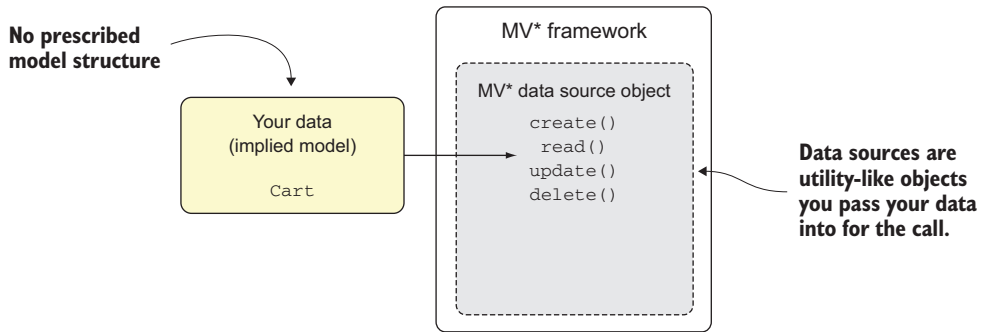 No prescribed
model structure
Your data
(implied model)
Cart
MV* framework
MV* data source object
create()
read()
update()
delete()
Data sources are
utility-like objects
you pass your data
into for the call.